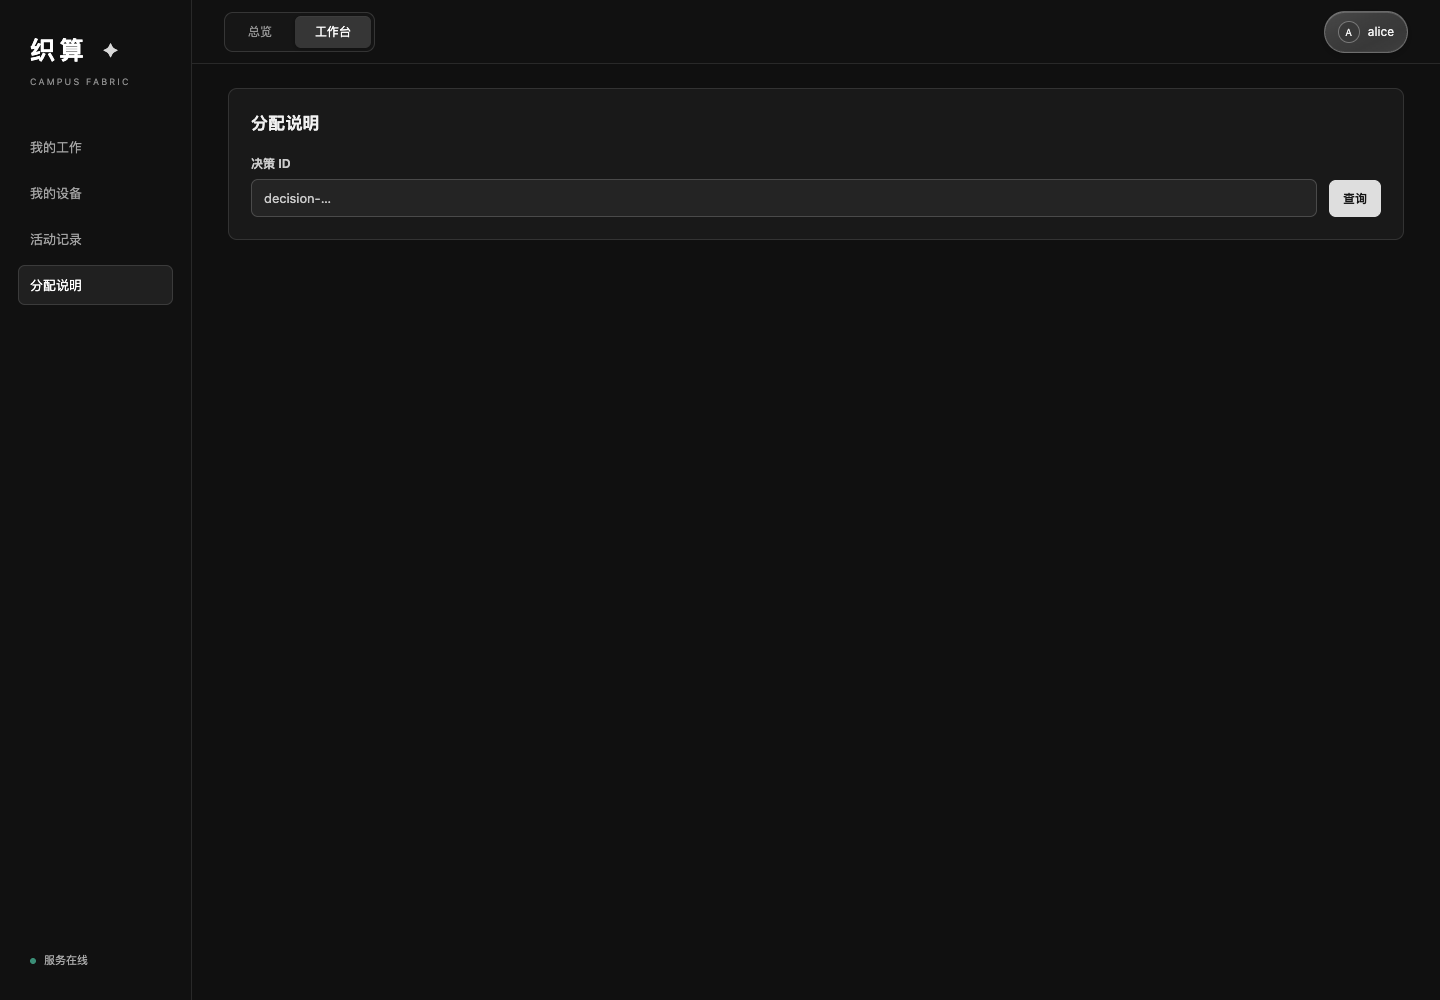 织算
CAMPUS FABRIC
我的工作
我的设备
活动记录
分配说明
服务在线
总览
工作台
A
alice
分配说明
决策 ID
decision-...
查询